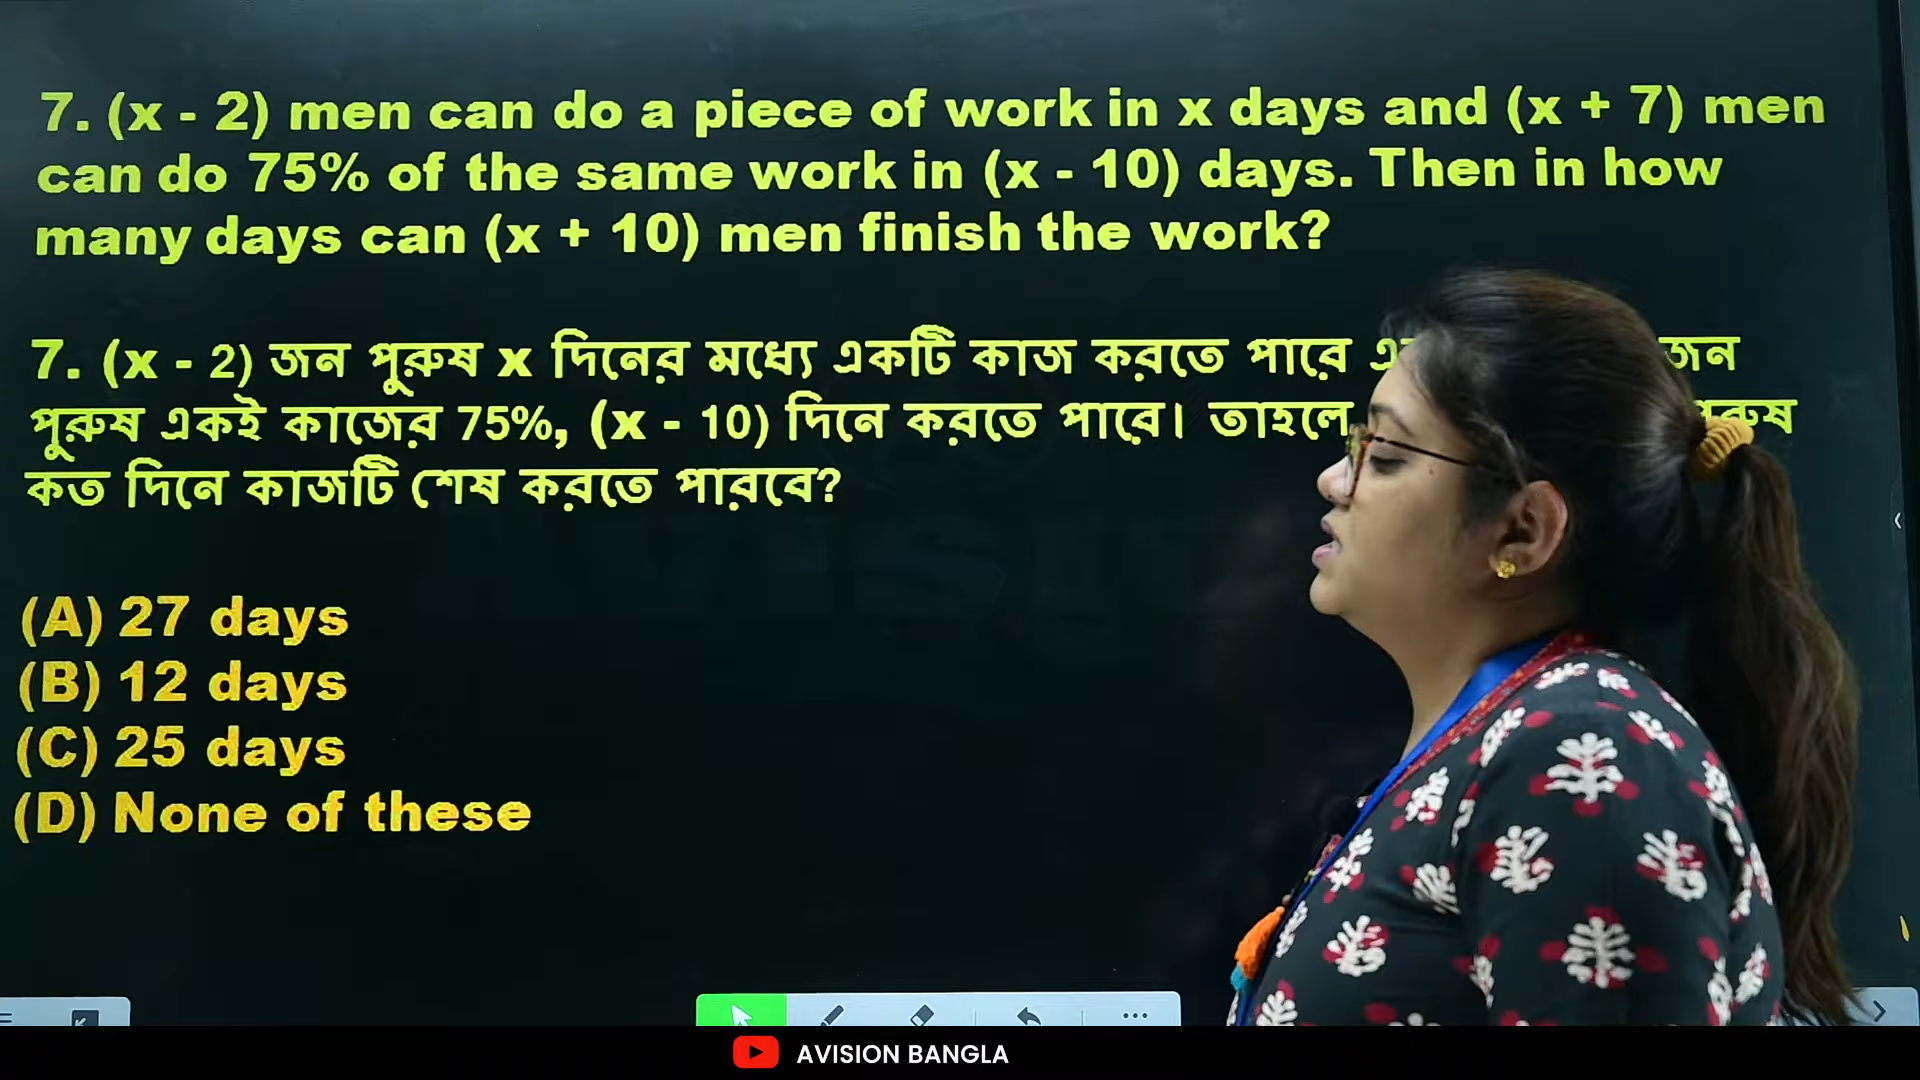 7. (x - 2) men can do a piece of work in x days and (x + 7) men
can do 75% of the same work in (x - 10) days. Then in how
many days can (x + 10) men finish the work?
7. (x - 2) জন পুরুষ x দিনের মধ্যে একটি কাজ করতে পারে জন
পুরুষ একই কাজের 75%, (x - 10) দিনে করতে পারে। তাহলে পুরুষ
কত দিনে কাজটি শেষ করতে পারবে?
(A) 27 days
(B) 12 days
(C) 25 days
(D) None of these
AVISION BANGLA